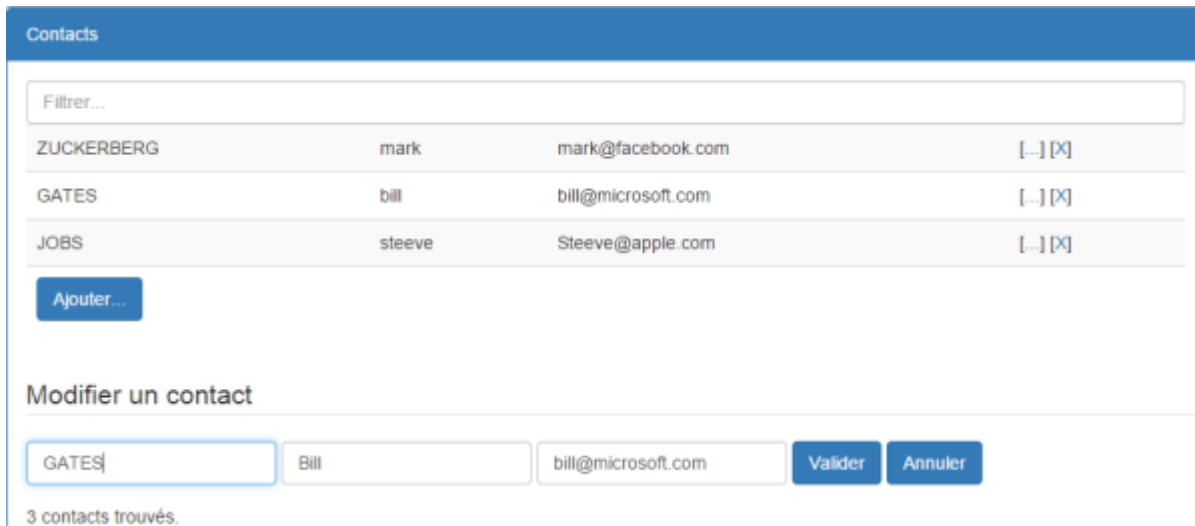 Contacts
Filtrer...
ZUCKERBERG mark mark@facebook.com [...] [X]
GATES bill bill@microsoft.com [...] [X]
JOBS steeve Steeve@apple.com [...] [X]
Ajouter...
Modifier un contact
GATES Bill bill@microsoft.com Valider Annuler
3 contacts trouvés.